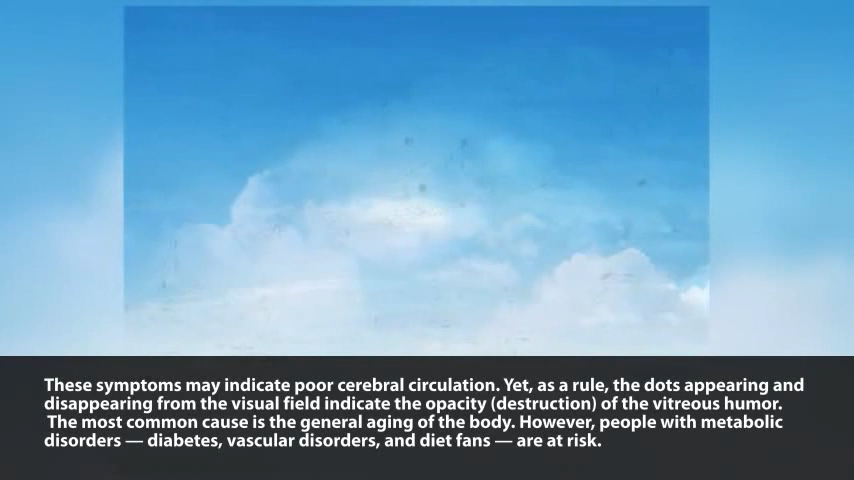 These symptoms may indicate poor cerebral circulation. Yet, as a rule, the dots appearing and
disappearing from the visual field indicate the opacity (destruction) of the vitreous humor.
The most common cause is the general aging of the body. However, people with metabolic
disorders — diabetes, vascular disorders, and diet fans — are at risk.